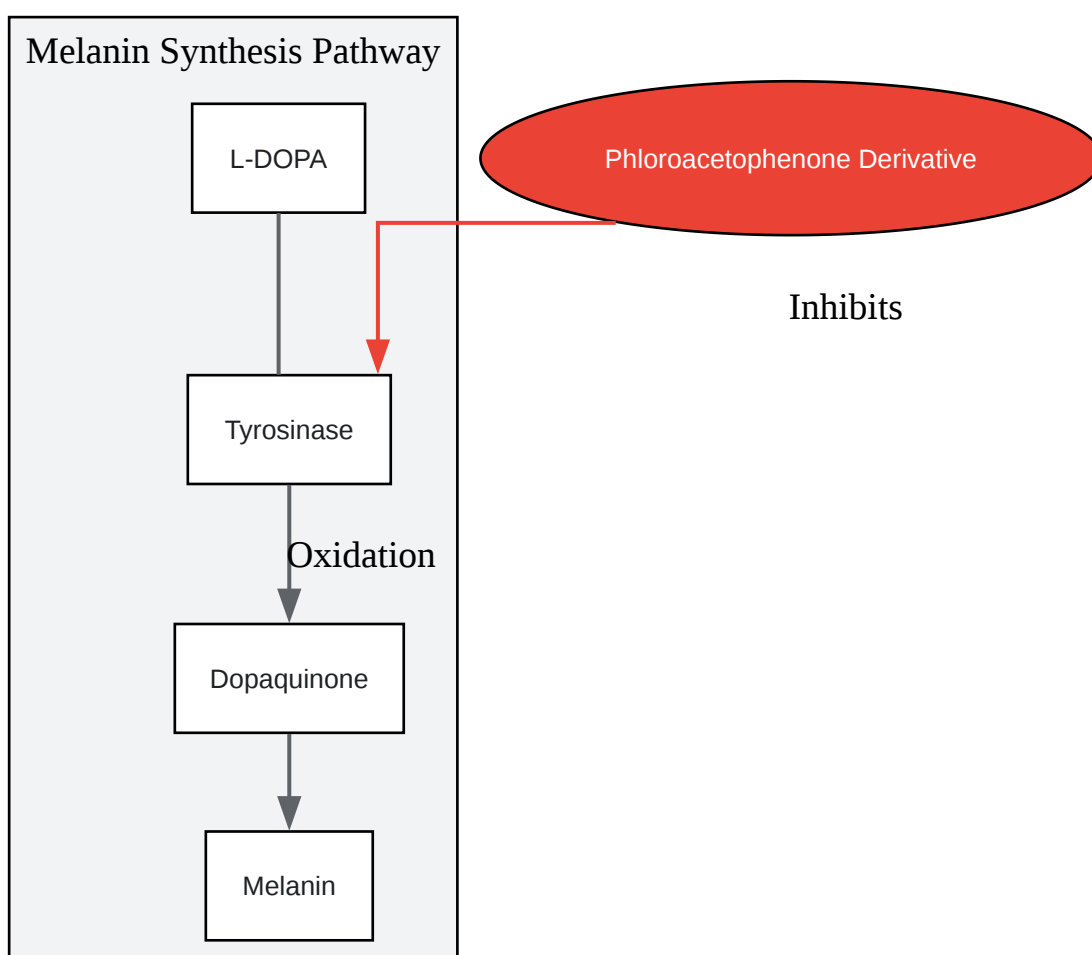 Melanin Synthesis Pathway
L-DOPA
Phloroacetophenone Derivative
Inhibits
Tyrosinase
Oxidation
Dopaquinone
Melanin